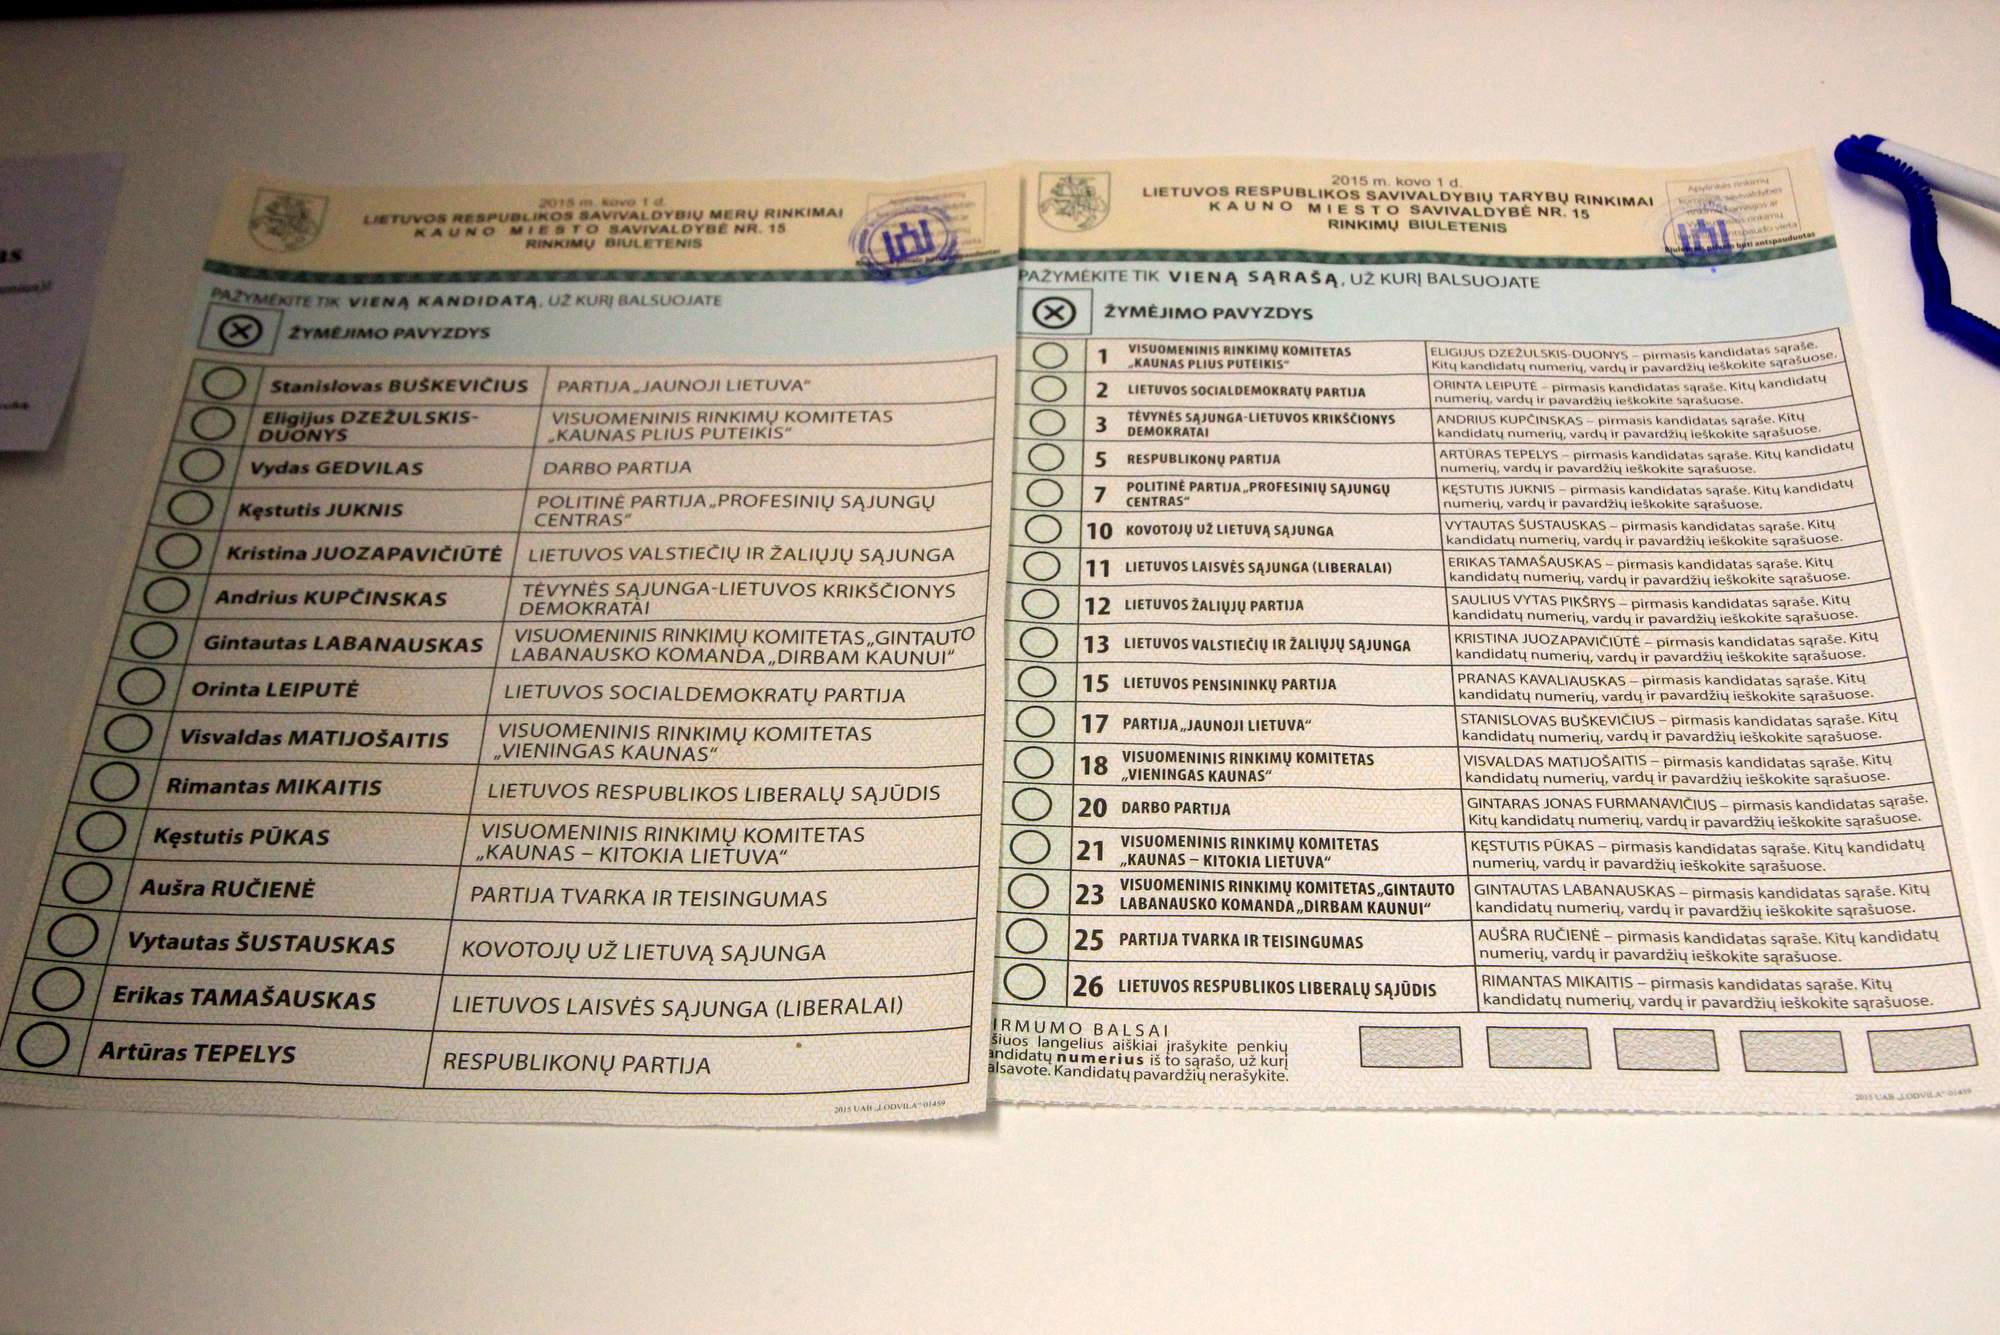 as
2015 m. kovo 1 d.
LIETUVOS RESPUBLIKOS SAVIVALDYBIŲ MERŲ RINKIMAI
KAUNO MIESTO SAVIVALDYBĖ NR. 15
RINKIMŲ BIULETENIS
PAŽYMĖKITE TIK VIENĄ KANDIDATĄ, UŽ KURĮ BALSUOJATE
ŽYMĖJIMO PAVYZDYS
Stanislovas BUŠKEVIČIUS PARTIJA „JAUNOJI LIETUVA“
Eligijus DZEŽULSKIS-
DUONYS
VISUOMENINIS RINKIMŲ KOMITETAS
„KAUNAS PLIUS PUTEIKIS“
Vydas GEDVILAS DARBO PARTIJA
Kęstutis JUKNIS
POLITINĖ PARTIJA „PROFESINIŲ SĄJUNGŲ
CENTRAS“
Kristina JUOZAPAVIČIŪTĖ LIETUVOS VALSTIEČIŲ IR ŽALIŲJŲ SĄJUNGA
Andrius KUPČINSKAS
TĖVYNĖS SĄJUNGA-LIETUVOS KRIKŠČIONYS
DEMOKRATAI
Gintautas LABANAUSKAS
VISUOMENINIS RINKIMŲ KOMITETAS „GINTAUTO
LABANAUSKO KOMANDA „DIRBAM KAUNUI“
Orinta LEIPUTĖ LIETUVOS SOCIALDEMOKRATŲ PARTIJA
Visvaldas MATIJOŠAITIS
VISUOMENINIS RINKIMŲ KOMITETAS
„VIENINGAS KAUNAS“
Rimantas MIKAITIS LIETUVOS RESPUBLIKOS LIBERALŲ SĄJŪDIS
Kęstutis PŪKAS
VISUOMENINIS RINKIMŲ KOMITETAS
„KAUNAS – KITOKIA LIETUVA“
Aušra RUČIENĖ PARTIJA TVARKA IR TEISINGUMAS
Vytautas ŠUSTAUSKAS KOVOTOJŲ UŽ LIETUVĄ SĄJUNGA
Erikas TAMAŠAUSKAS LIETUVOS LAISVĖS SĄJUNGA (LIBERALAI)
Artūras TEPELYS RESPUBLIKONŲ PARTIJA
2015 UAB „LODVILA“ 01459
2015 m. kovo 1 d.
LIETUVOS RESPUBLIKOS SAVIVALDYBIŲ TARYBŲ RINKIMAI
KAUNO MIESTO SAVIVALDYBĖ NR. 15
RINKIMŲ BIULETENIS
Apylinkės rinkimų
antspaudo vieta
būti antspauduotas
PAŽYMĖKITE TIK VIENĄ SĄRAŠĄ, UŽ KURĮ BALSUOJATE
ŽYMĖJIMO PAVYZDYS
1 VISUOMENINIS RINKIMŲ KOMITETAS
„KAUNAS PLIUS PUTEIKIS“
ELIGIJUS DZEŽULSKIS-DUONYS – pirmasis kandidatas sąraše.
Kitų kandidatų numerių, vardų ir pavardžių ieškokite sąrašuose.
2 LIETUVOS SOCIALDEMOKRATŲ PARTIJA
ORINTA LEIPUTĖ – pirmasis kandidatas sąraše. Kitų kandidatų
numerių, vardų ir pavardžių ieškokite sąrašuose.
3 TĖVYNĖS SĄJUNGA-LIETUVOS KRIKŠČIONYS
DEMOKRATAI
ANDRIUS KUPČINSKAS – pirmasis kandidatas sąraše. Kitų
kandidatų numerių, vardų ir pavardžių ieškokite sąrašuose.
5 RESPUBLIKONŲ PARTIJA
ARTŪRAS TEPELYS – pirmasis kandidatas sąraše. Kitų kandidatų
numerių, vardų ir pavardžių ieškokite sąrašuose.
7 POLITINĖ PARTIJA „PROFESINIŲ SĄJUNGŲ
CENTRAS“
KĘSTUTIS JUKNIS – pirmasis kandidatas sąraše. Kitų kandidatų
numerių, vardų ir pavardžių ieškokite sąrašuose.
10 KOVOTOJŲ UŽ LIETUVĄ SĄJUNGA
VYTAUTAS ŠUSTAUSKAS – pirmasis kandidatas sąraše. Kitų
kandidatų numerių, vardų ir pavardžių ieškokite sąrašuose.
11 LIETUVOS LAISVĖS SĄJUNGA (LIBERALAI)
ERIKAS TAMAŠAUSKAS – pirmasis kandidatas sąraše. Kitų
kandidatų numerių, vardų ir pavardžių ieškokite sąrašuose.
12 LIETUVOS ŽALIŲJŲ PARTIJA
SAULIUS VYTAS PIKŠRYS – pirmasis kandidatas sąraše. Kitų
kandidatų numerių, vardų ir pavardžių ieškokite sąrašuose.
13 LIETUVOS VALSTIEČIŲ IR ŽALIŲJŲ SĄJUNGA
KRISTINA JUOZAPAVIČIŪTĖ – pirmasis kandidatas sąraše. Kitų
kandidatų numerių, vardų ir pavardžių ieškokite sąrašuose.
15 LIETUVOS PENSININKŲ PARTIJA
PRANAS KAVALIAUSKAS – pirmasis kandidatas sąraše. Kitų
kandidatų numerių, vardų ir pavardžių ieškokite sąrašuose.
17 PARTIJA „JAUNOJI LIETUVA“
STANISLOVAS BUŠKEVIČIUS – pirmasis kandidatas sąraše. Kitų
kandidatų numerių, vardų ir pavardžių ieškokite sąrašuose.
18 VISUOMENINIS RINKIMŲ KOMITETAS
„VIENINGAS KAUNAS“
VISVALDAS MATIJOŠAITIS – pirmasis kandidatas sąraše. Kitų
kandidatų numerių, vardų ir pavardžių ieškokite sąrašuose.
20 DARBO PARTIJA
GINTARAS JONAS FURMANAVIČIUS – pirmasis kandidatas sąraše.
Kitų kandidatų numerių, vardų ir pavardžių ieškokite sąrašuose.
21 VISUOMENINIS RINKIMŲ KOMITETAS
„KAUNAS – KITOKIA LIETUVA“
KĘSTUTIS PŪKAS – pirmasis kandidatas sąraše. Kitų kandidatų
numerių, vardų ir pavardžių ieškokite sąrašuose.
23 VISUOMENINIS RINKIMŲ KOMITETAS „GINTAUTO
LABANAUSKO KOMANDA „DIRBAM KAUNUI“
GINTAUTAS LABANAUSKAS – pirmasis kandidatas sąraše. Kitų
kandidatų numerių, vardų ir pavardžių ieškokite sąrašuose.
25 PARTIJA TVARKA IR TEISINGUMAS
AUŠRA RUČIENĖ – pirmasis kandidatas sąraše. Kitų kandidatų
numerių, vardų ir pavardžių ieškokite sąrašuose.
26 LIETUVOS RESPUBLIKOS LIBERALŲ SĄJŪDIS
RIMANTAS MIKAITIS – pirmasis kandidatas sąraše. Kitų
kandidatų numerių, vardų ir pavardžių ieškokite sąrašuose.
IRMUMO BALSAI
šiuos langelius aiškiai įrašykite penkių
andidatų numerius iš to sąrašo, už kurį
alsavote. Kandidatų pavardžių nerašykite.
2015 UAB „LODVILA“ 01459